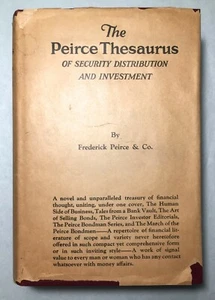 The
Peirce Thesaurus
OF SECURITY DISTRIBUTION
AND INVESTMENT
By
Frederick Peirce & Co.
A novel and unparalleled treasury of financial
thought, uniting, under one cover, The Human
Side of Business, Tales from a Bank Vault, The Art
of Selling Bonds, The Peirce Investor Editorials,
The Peirce Bondman Series, and The March of the
Peirce Bondman—A repertoire of financial lit-
erature of scope and variety never heretofore
offered in such compact yet comprehensive form
or in such inviting style—A work of signal
value to every man or woman who has any contact
whatsoever with money affairs.